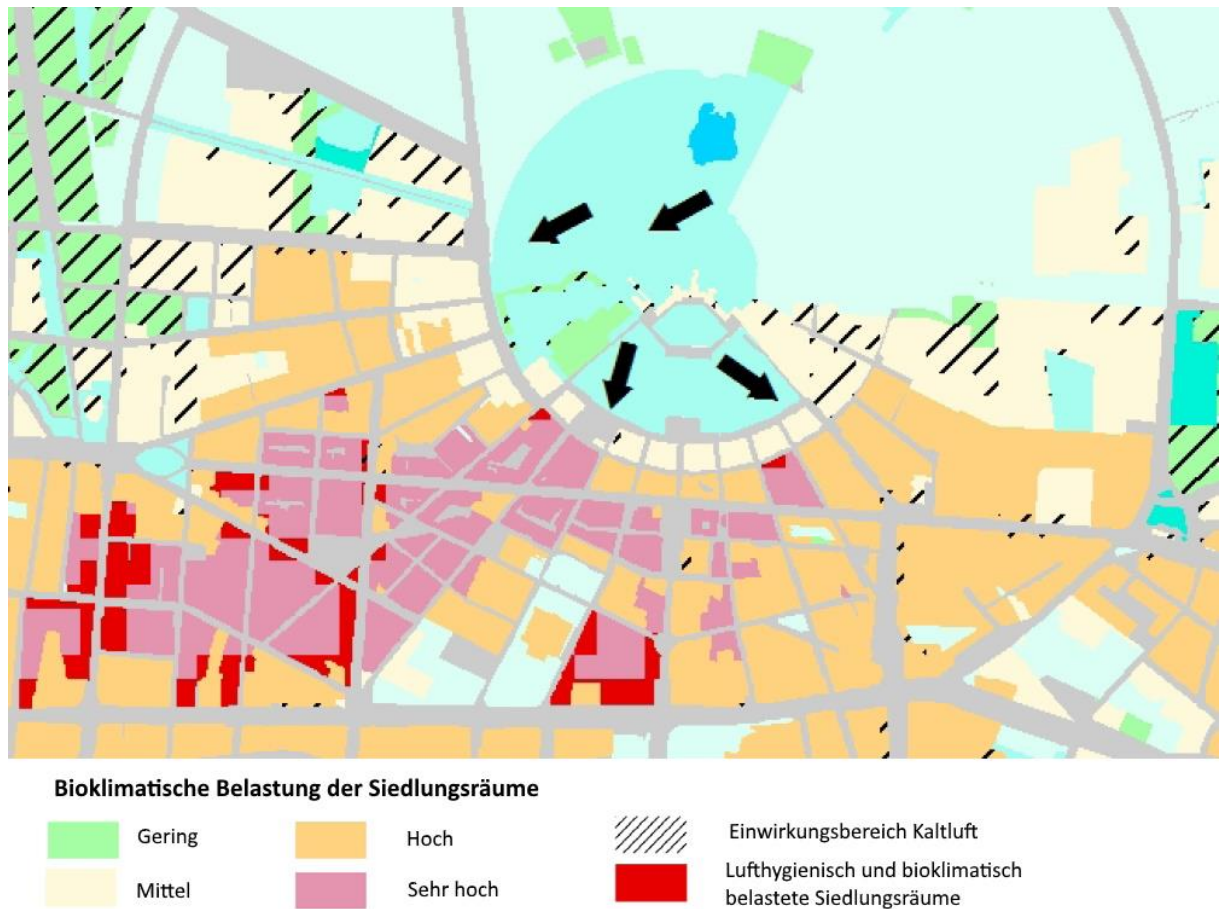 Bioklimatische Belastung der Siedlungsräume
Gering
Hoch
Einwirkungsbereich Kaltluft
Mittel
Sehr hoch
Lufthygienisch und bioklimatisch
belastete Siedlungsräume